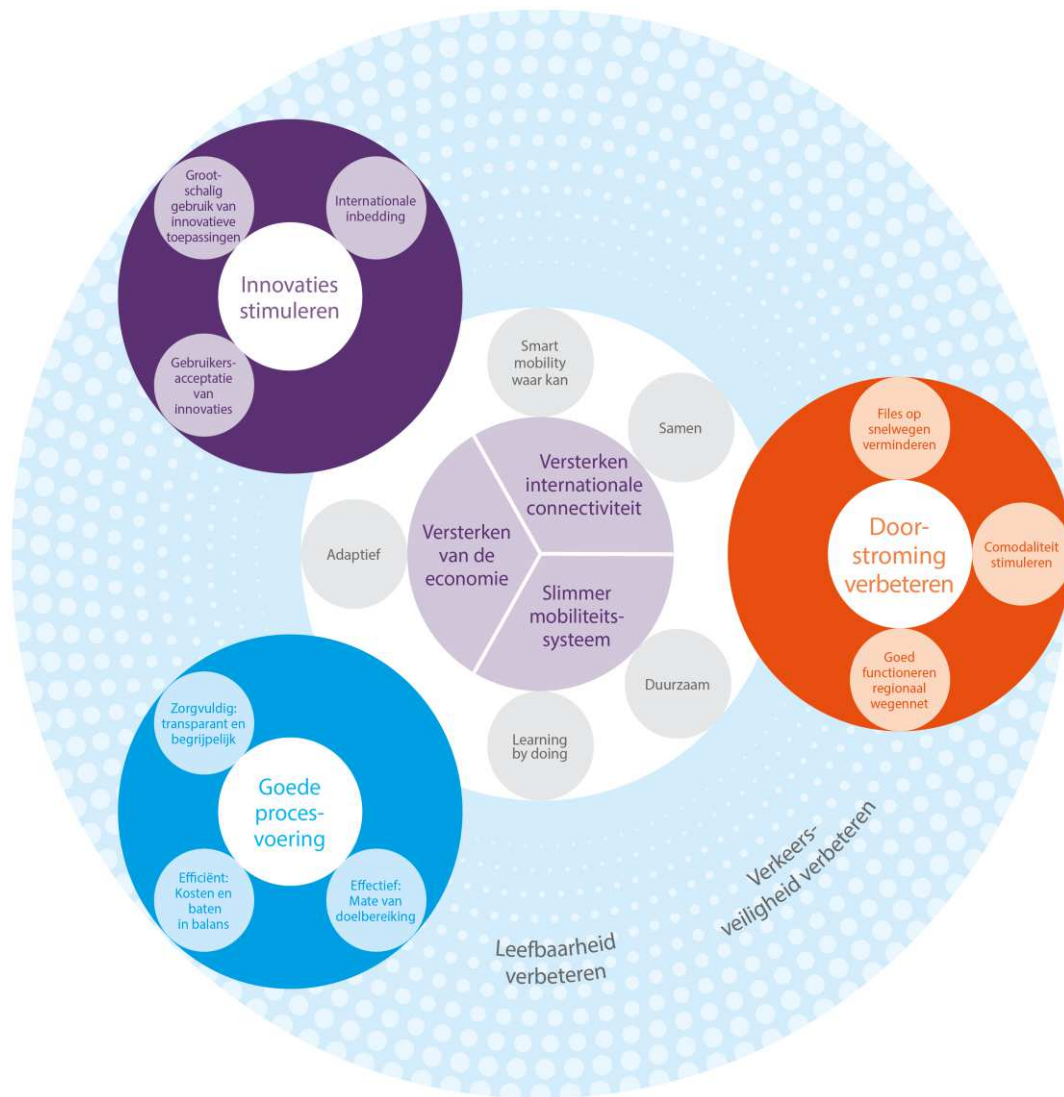 Groot-
schalig
gebruik van
innovatieve
toepassingen
Internationale
inbedding
Innovaties
stimuleren
Gebruikers-
acceptatie
van
innovaties
Smart
mobility
waar kan
Samen
Versterken
internationale
connectiviteit
Versterken
van de
economie
Adaptief
Slimmer
mobiliteits-
systeem
Duurzaam
Learning
by doing
Files op
snelwegen
verminderen
Door-
stroming
verbeteren
Comodaliteit
stimuleren
Goed
functioneren
regionaal
wegennet
Zorgvuldig:
transparant en
begrijpelijk
Goede
proces-
voering
Efficiënt:
Kosten en
baten
in balans
Effectief:
Mate van
doelbereiking
Verkeers-
veiligheid verbeteren
Leefbaarheid
verbeteren